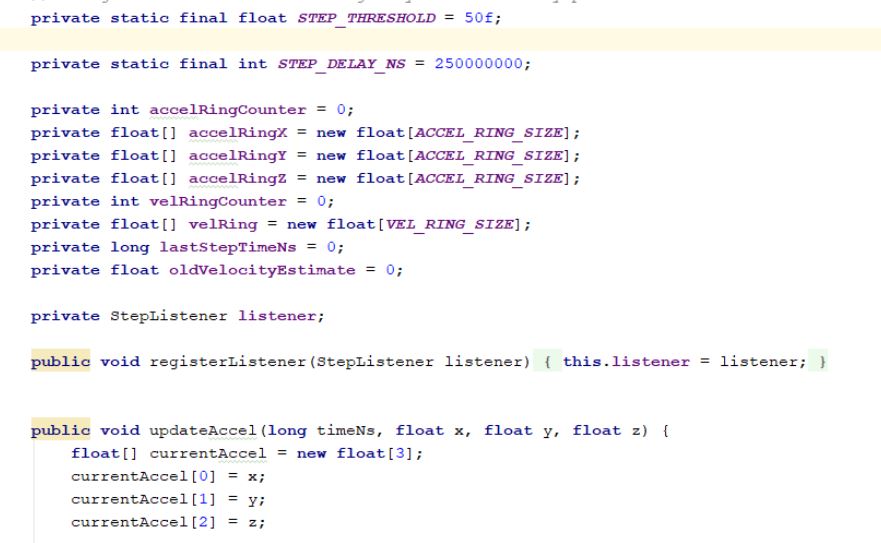 private static final float STEP_THRESHOLD = 50f;
private static final int STEP_DELAY_NS = 250000000;
private int accelRingCounter = 0;
private float[] accelRingX = new float[ACCEL_RING_SIZE];
private float[] accelRingY = new float[ACCEL_RING_SIZE];
private float[] accelRingZ = new float[ACCEL_RING_SIZE];
private int velRingCounter = 0;
private float[] velRing = new float[VEL_RING_SIZE];
private long lastStepTimeNs = 0;
private float oldVelocityEstimate = 0;
private StepListener listener;
public void registerListener(StepListener listener) { this.listener = listener; }
public void updateAccel(long timeNs, float x, float y, float z) {
float[] currentAccel = new float[3];
currentAccel[0] = x;
currentAccel[1] = y;
currentAccel[2] = z;